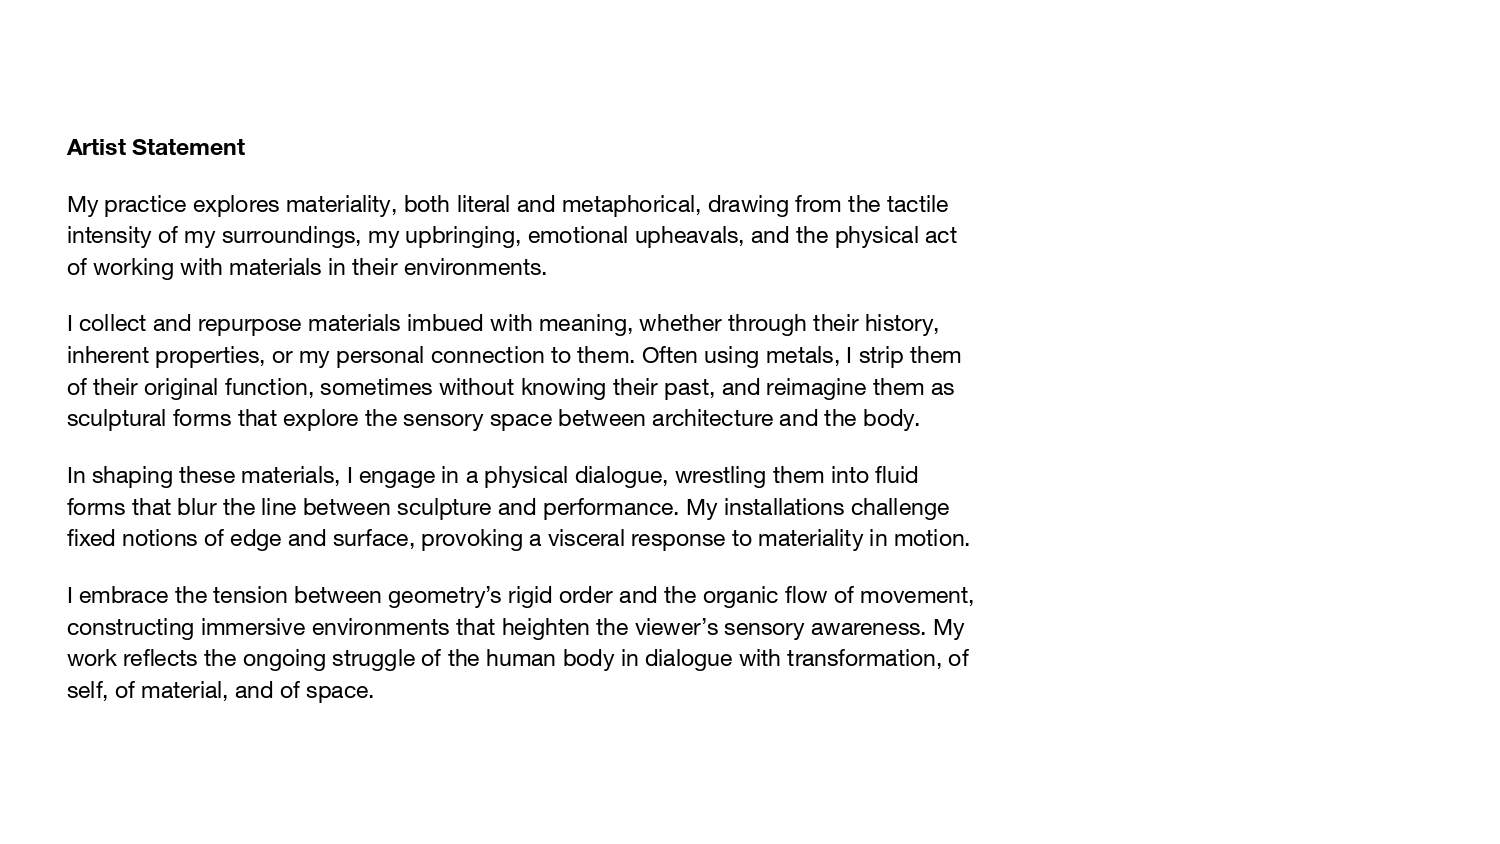 Artist Statement
My practice explores materiality, both literal and metaphorical, drawing from the tactile
intensity of my surroundings, my upbringing, emotional upheavals, and the physical act
of working with materials in their environments.
I collect and repurpose materials imbued with meaning, whether through their history,
inherent properties, or my personal connection to them. Often using metals, I strip them
of their original function, sometimes without knowing their past, and reimagine them as
sculptural forms that explore the sensory space between architecture and the body.
In shaping these materials, I engage in a physical dialogue, wrestling them into fluid
forms that blur the line between sculpture and performance. My installations challenge
fixed notions of edge and surface, provoking a visceral response to materiality in motion.
I embrace the tension between geometry’s rigid order and the organic flow of movement,
constructing immersive environments that heighten the viewer’s sensory awareness. My
work reflects the ongoing struggle of the human body in dialogue with transformation, of
self, of material, and of space.